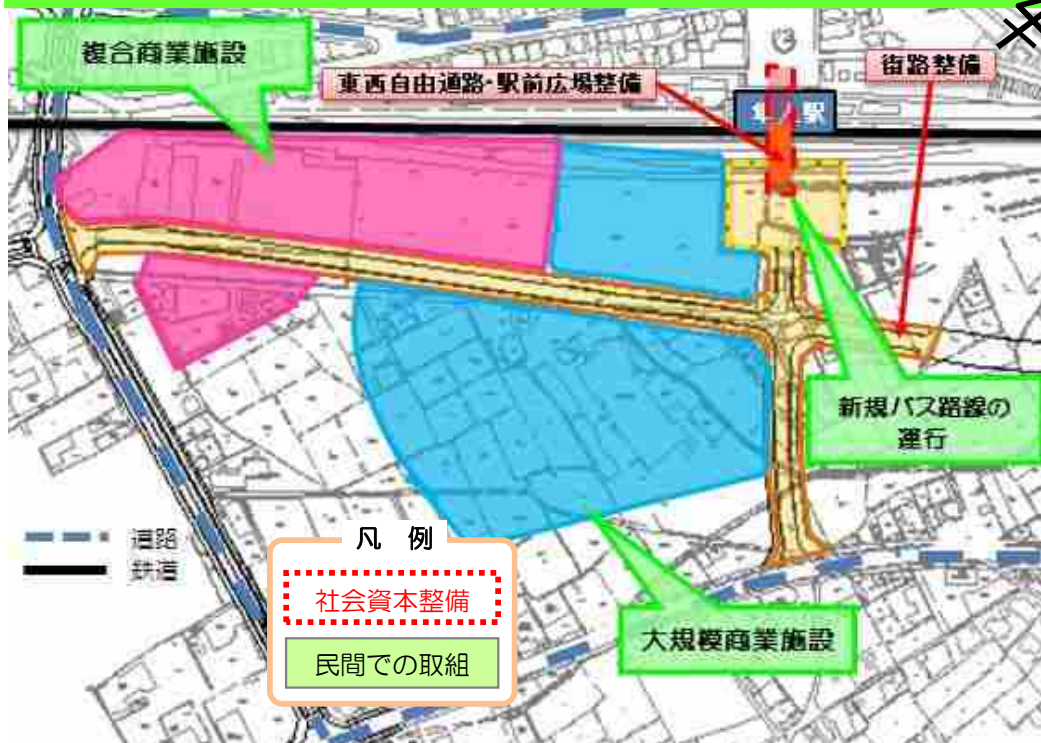 複合商業施設
東西自由通路・駅前広場整備
街路整備
隼人駅
新規バス路線の
運行
道路
鉄道
凡 例
社会資本整備
民間での取組
大規模商業施設